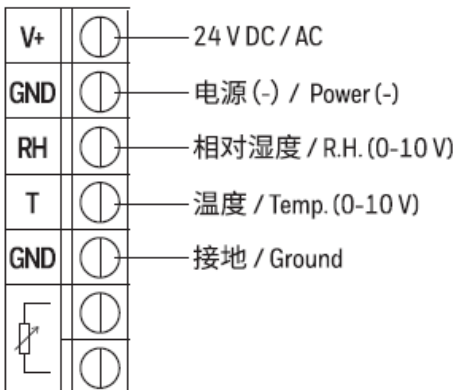 V+ 24 V DC / AC
GND 电源 (-) / Power (-)
RH 相对湿度 / R.H. (0-10 V)
T 温度 / Temp. (0-10 V)
GND 接地 / Ground